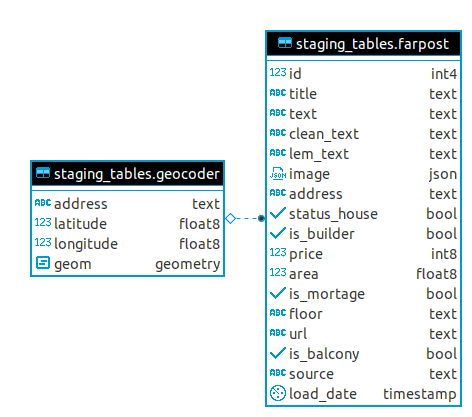 staging_tables.farpost
123 id int4
ABC title text
ABC text text
ABC clean_text text
ABC lem_text text
JSON image json
ABC address text
status_house bool
is_builder bool
123 price int8
123 area float8
is_mortage bool
ABC floor text
ABC url text
is_balcony bool
ABC source text
load_date timestamp
staging_tables.geocoder
ABC address text
123 latitude float8
123 longitude float8
geom geometry